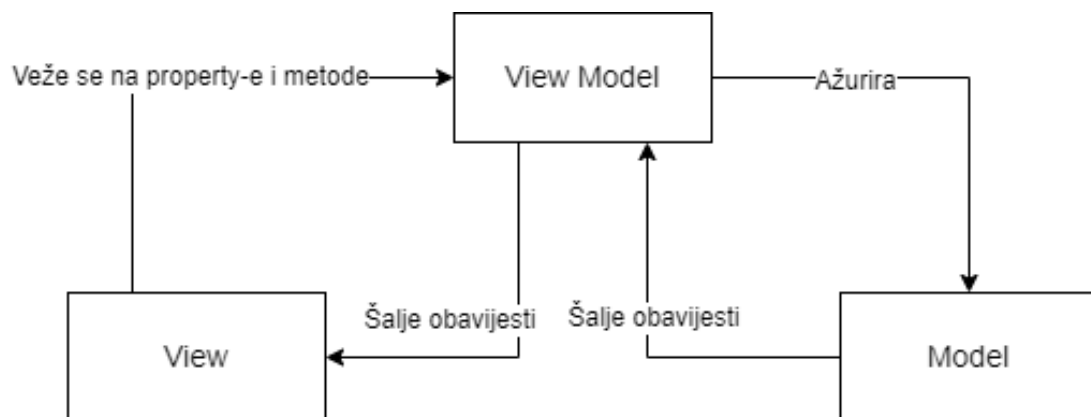 Veže se na property-e i metode
View Model
Ažurira
Šalje obavijesti
Šalje obavijesti
View
Model